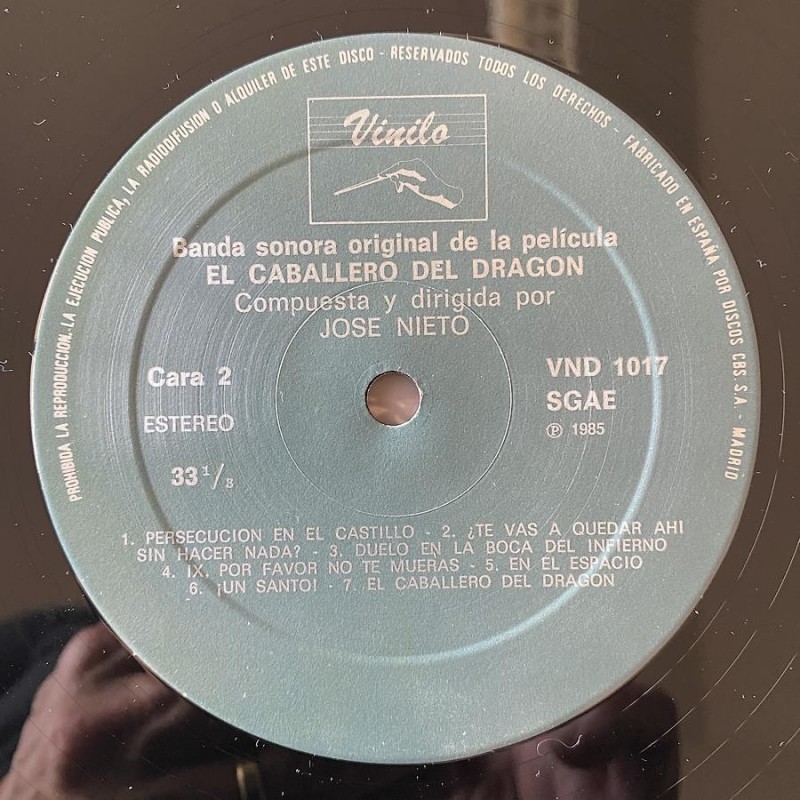 PROHIBIDA LA REPRODUCCION.-LA EJECUCION PUBLICA, LA RADIODIFUSION O ALQUILER DE ESTE DISCO - RESERVADOS TODOS LOS DERECHOS - FABRICADO EN ESPAÑA POR DISCOS CBS. S.A. - MADRID
Vinilo
Banda sonora original de la película
EL CABALLERO DEL DRAGON
Compuesta y dirigida por
JOSE NIETO
Cara 2
ESTEREO
33 1/3
VND 1017
SGAE
℗ 1985
1. PERSECUCION EN EL CASTILLO - 2. ¿TE VAS A QUEDAR AHI
SIN HACER NADA? - 3. DUELO EN LA BOCA DEL INFIERNO
4. IX, POR FAVOR NO TE MUERAS - 5. EN EL ESPACIO
6. ¡UN SANTO! - 7. EL CABALLERO DEL DRAGON